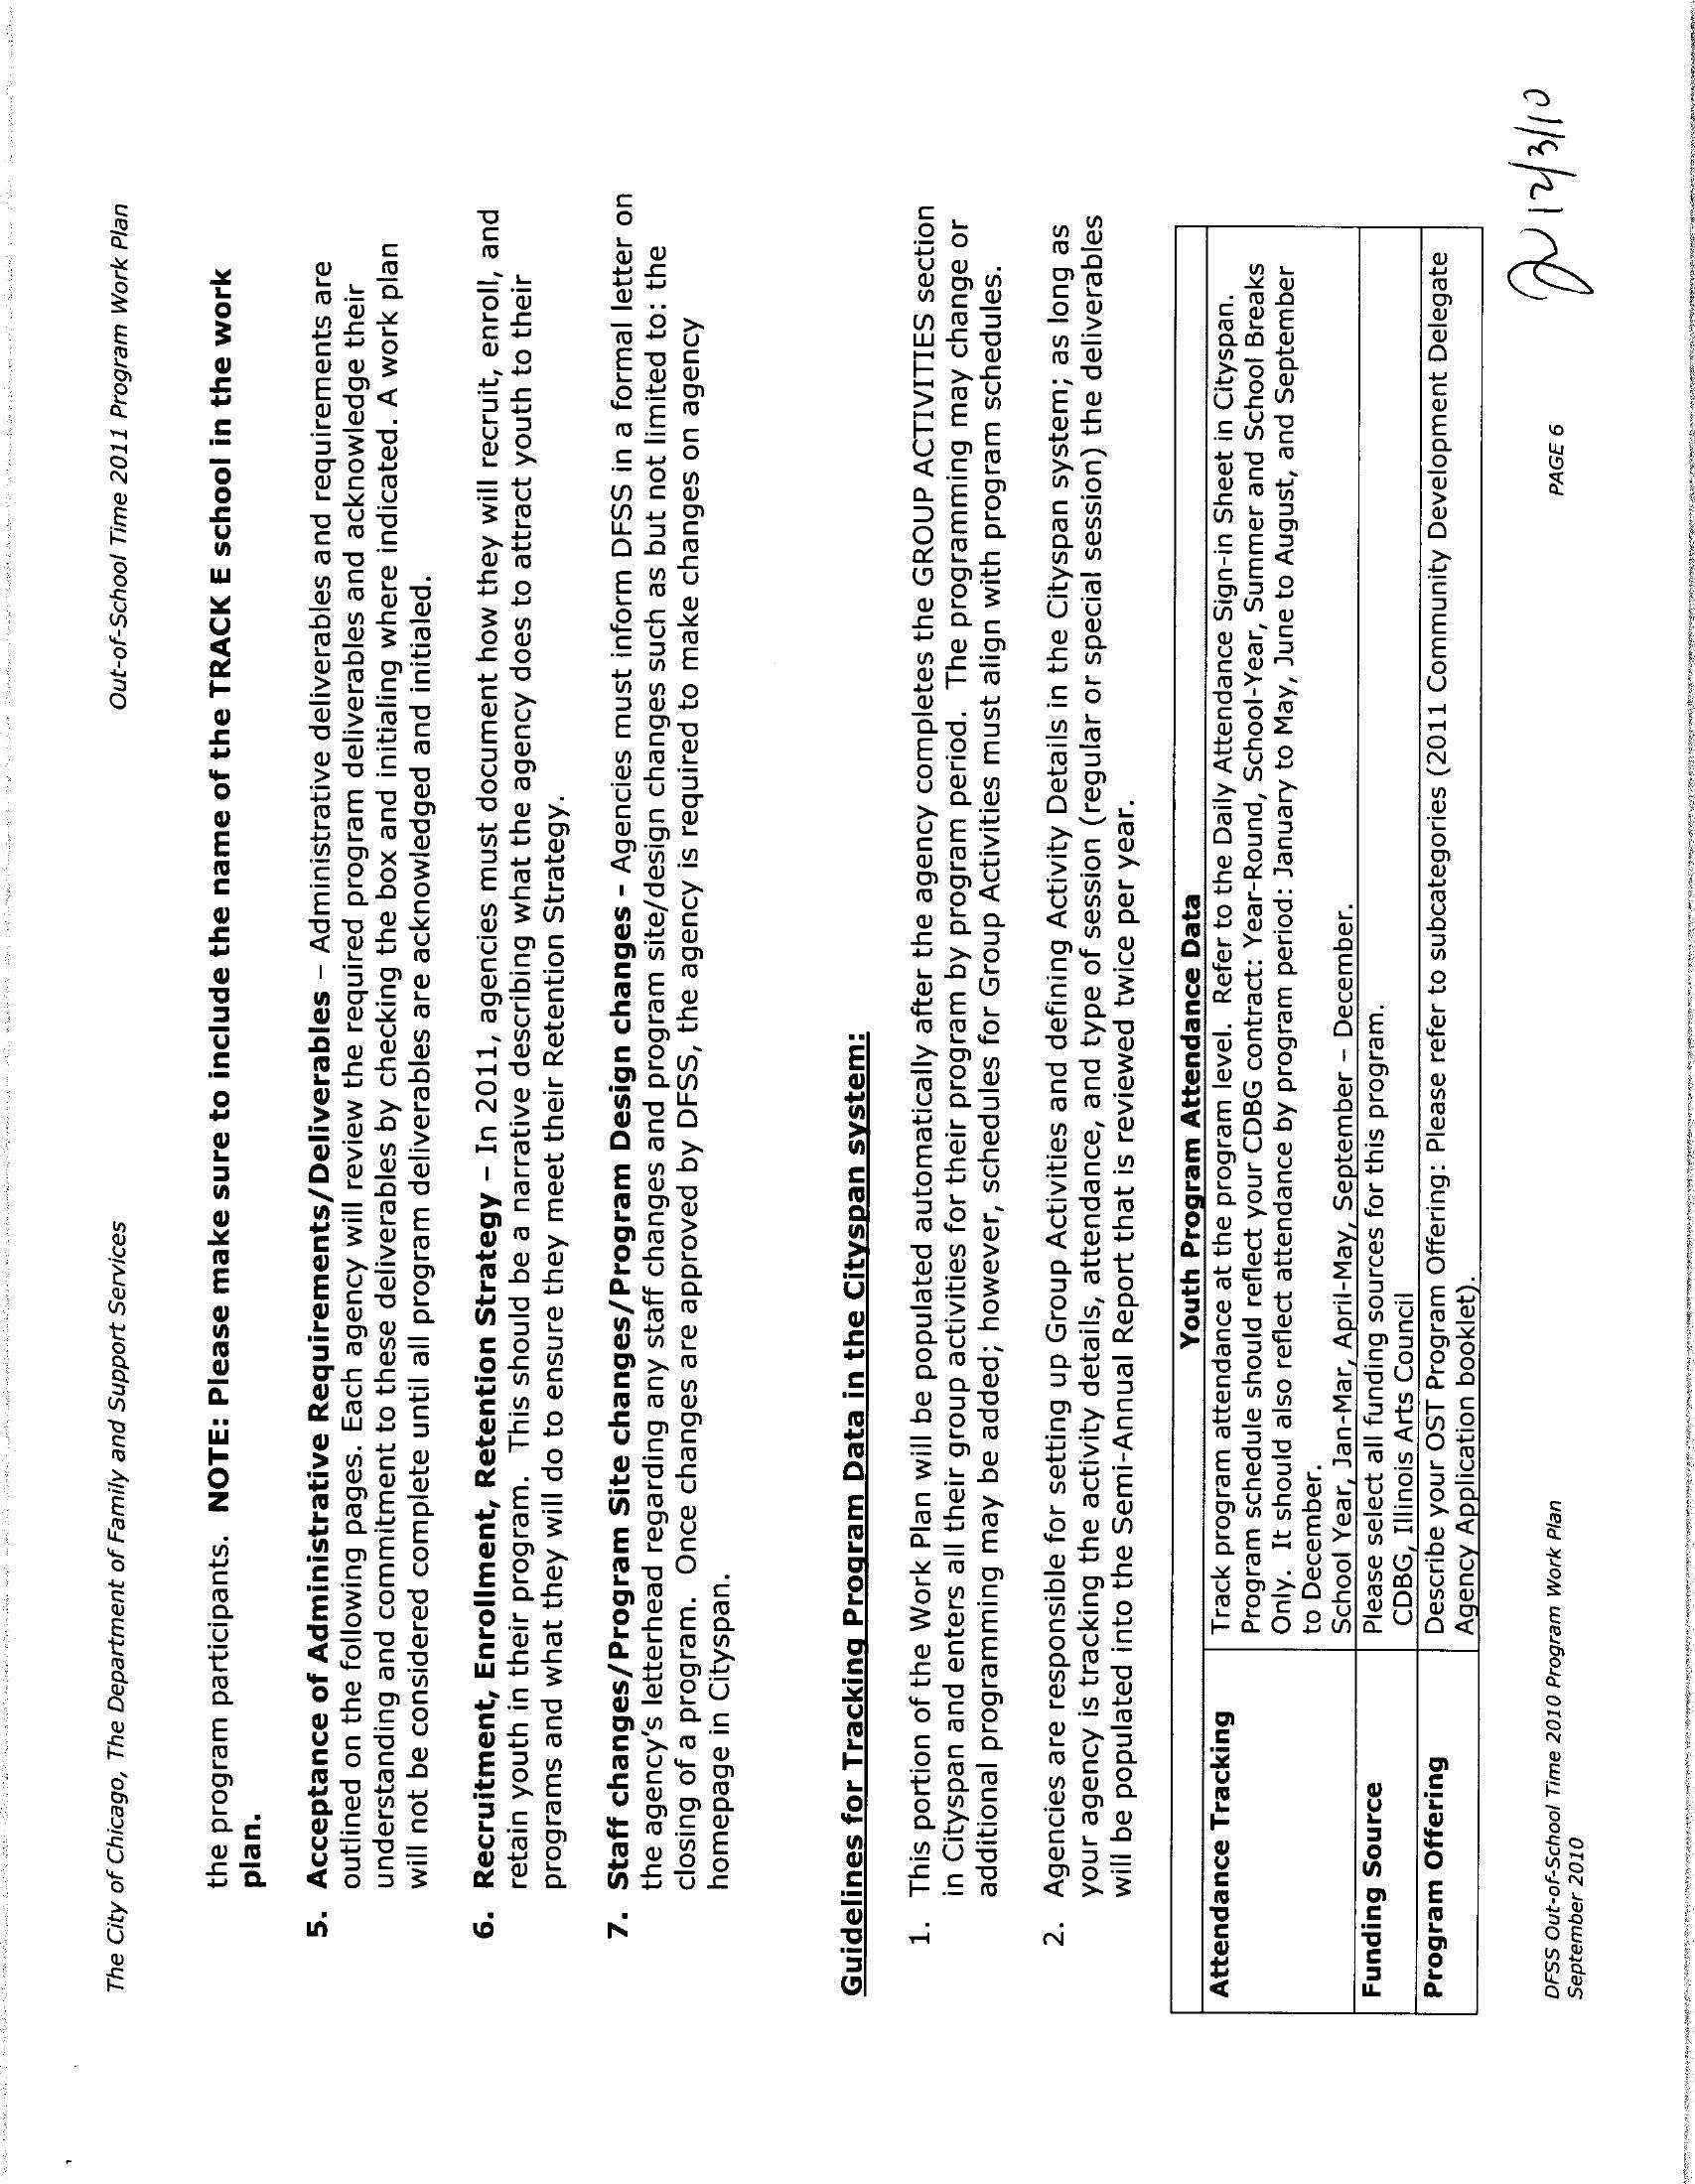 The City of Chicago, The Department of Family and Support Services Out-of-School Time 2011 Program Work Plan
the program participants. NOTE: Please make sure to include the name of the TRACK E school in the work
plan.
5. Acceptance of Administrative Requirements/Deliverables – Administrative deliverables and requirements are
outlined on the following pages. Each agency will review the required program deliverables and acknowledge their
understanding and commitment to these deliverables by checking the box and initialing where indicated. A work plan
will not be considered complete until all program deliverables are acknowledged and initialed.
6. Recruitment, Enrollment, Retention Strategy – In 2011, agencies must document how they will recruit, enroll, and
retain youth in their program. This should be a narrative describing what the agency does to attract youth to their
programs and what they will do to ensure they meet their Retention Strategy.
7. Staff changes/Program Site changes/Program Design changes - Agencies must inform DFSS in a formal letter on
the agency's letterhead regarding any staff changes and program site/design changes such as but not limited to: the
closing of a program. Once changes are approved by DFSS, the agency is required to make changes on agency
homepage in Cityspan.
Guidelines for Tracking Program Data in the Cityspan system:
1. This portion of the Work Plan will be populated automatically after the agency completes the GROUP ACTIVITIES section
in Cityspan and enters all their group activities for their program by program period. The programming may change or
additional programming may be added; however, schedules for Group Activities must align with program schedules.
2. Agencies are responsible for setting up Group Activities and defining Activity Details in the Cityspan system; as long as
your agency is tracking the activity details, attendance, and type of session (regular or special session) the deliverables
will be populated into the Semi-Annual Report that is reviewed twice per year.
Youth Program Attendance Data
Attendance Tracking Track program attendance at the program level. Refer to the Daily Attendance Sign-in Sheet in Cityspan.
Program schedule should reflect your CDBG contract: Year-Round, School-Year, Summer and School Breaks
Only. It should also reflect attendance by program period: January to May, June to August, and September
to December.
School Year, Jan-Mar, April-May, September – December.
Funding Source Please select all funding sources for this program.
CDBG, Illinois Arts Council
Program Offering Describe your OST Program Offering: Please refer to subcategories (2011 Community Development Delegate
Agency Application booklet).
DFSS Out-of-School Time 2010 Program Work Plan PAGE 6
September 2010
12/3/10